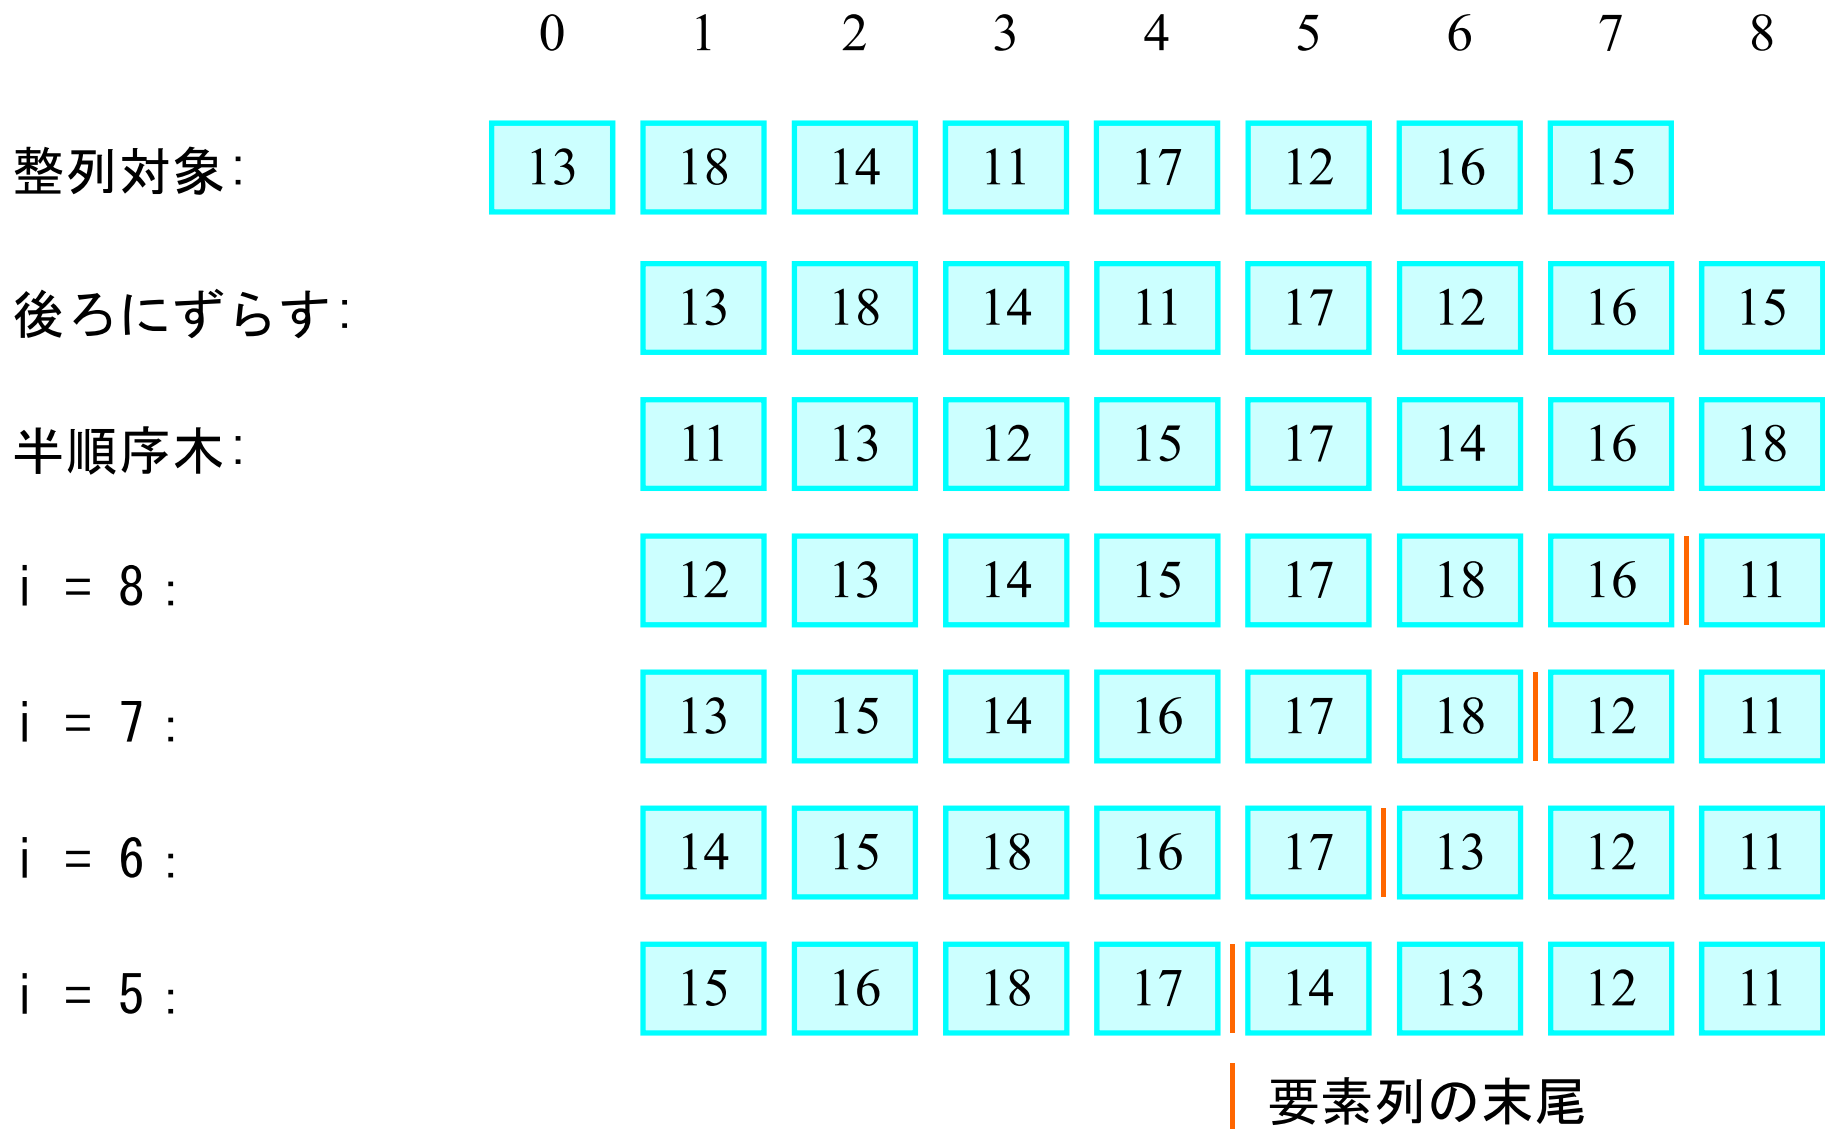 0 1 2 3 4 5 6 7 8
整列対象: 13 18 14 11 17 12 16 15
後ろにずらす: 13 18 14 11 17 12 16 15
半順序木: 11 13 12 15 17 14 16 18
i = 8 : 12 13 14 15 17 18 16 11
i = 7 : 13 15 14 16 17 18 12 11
i = 6 : 14 15 18 16 17 13 12 11
i = 5 : 15 16 18 17 14 13 12 11
要素列の末尾